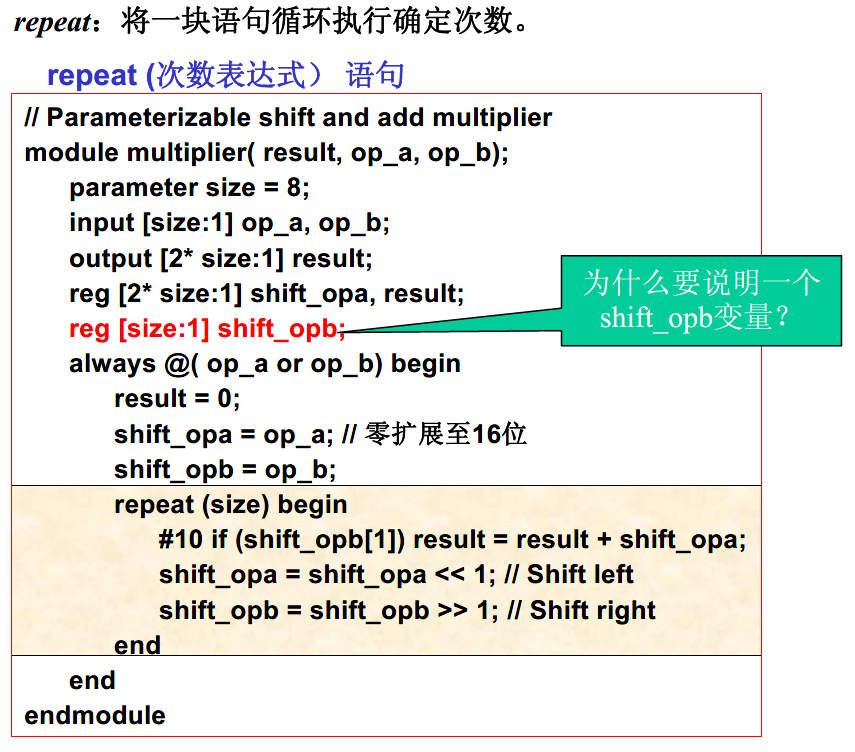 repeat：将一块语句循环执行确定次数。
repeat (次数表达式） 语句
// Parameterizable shift and add multiplier
module multiplier( result, op_a, op_b);
parameter size = 8;
input [size:1] op_a, op_b;
output [2* size:1] result;
reg [2* size:1] shift_opa, result;
reg [size:1] shift_opb;
always @( op_a or op_b) begin
result = 0;
shift_opa = op_a; // 零扩展至16位
shift_opb = op_b;
repeat (size) begin
#10 if (shift_opb[1]) result = result + shift_opa;
shift_opa = shift_opa << 1; // Shift left
shift_opb = shift_opb >> 1; // Shift right
end
end
endmodule
为什么要说明一个
shift_opb变量？